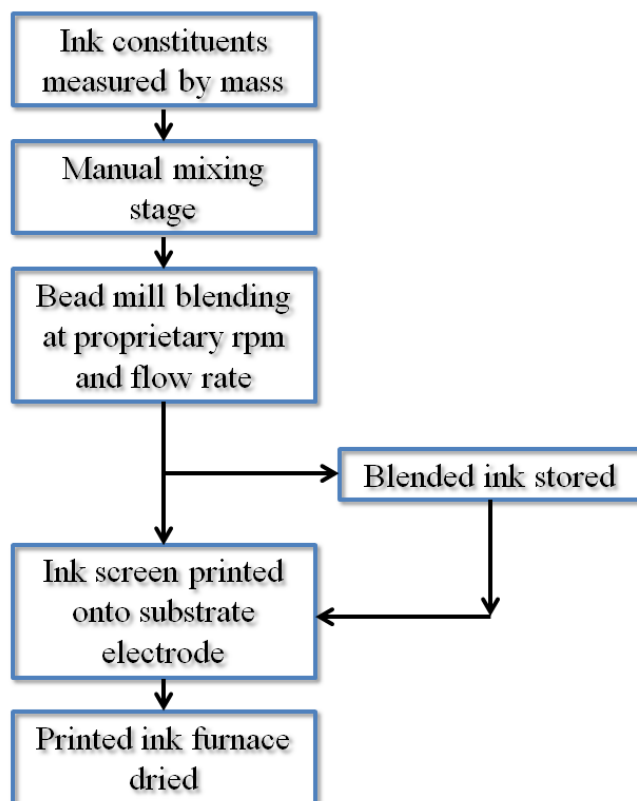 Ink constituents
measured by mass
Manual mixing
stage
Bead mill blending
at proprietary rpm
and flow rate
Blended ink stored
Ink screen printed
onto substrate
electrode
Printed ink furnace
dried